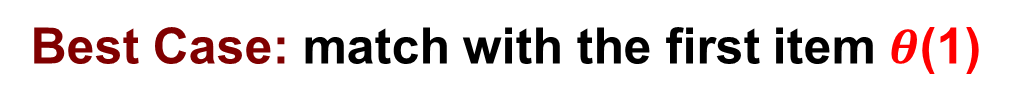 Best Case: match with the first item θ(1)